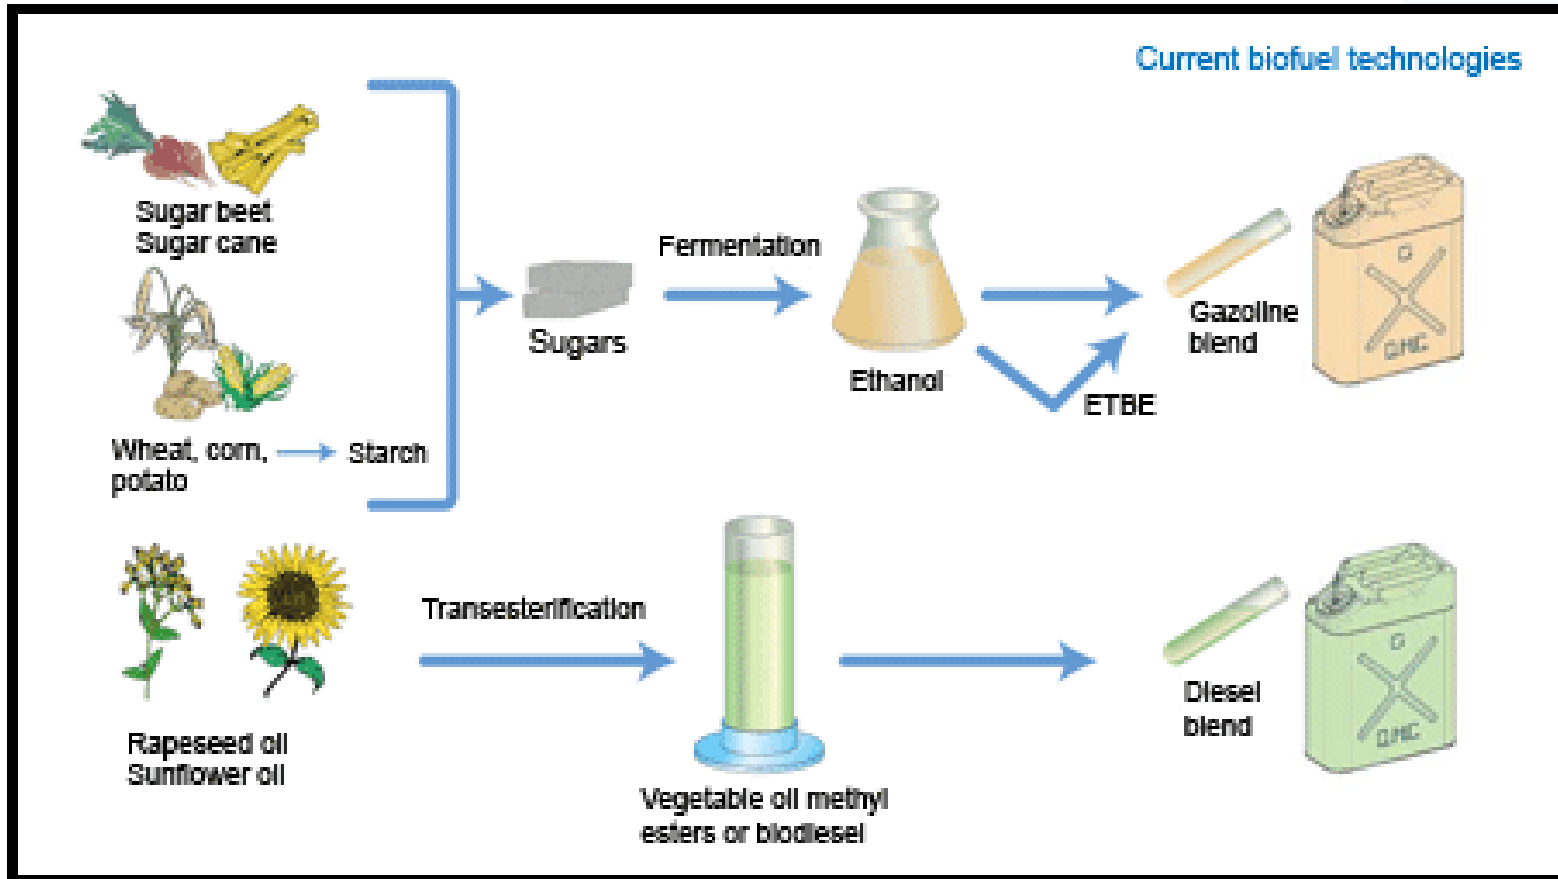 Current biofuel technologies
Sugar beet
Sugar cane
Wheat, corn,
potato
Starch
Sugars
Fermentation
Ethanol
ETBE
Gazoline
blend
G
Rapeseed oil
Sunflower oil
Transesterification
Vegetable oil methyl
esters or biodiesel
Diesel
blend
G